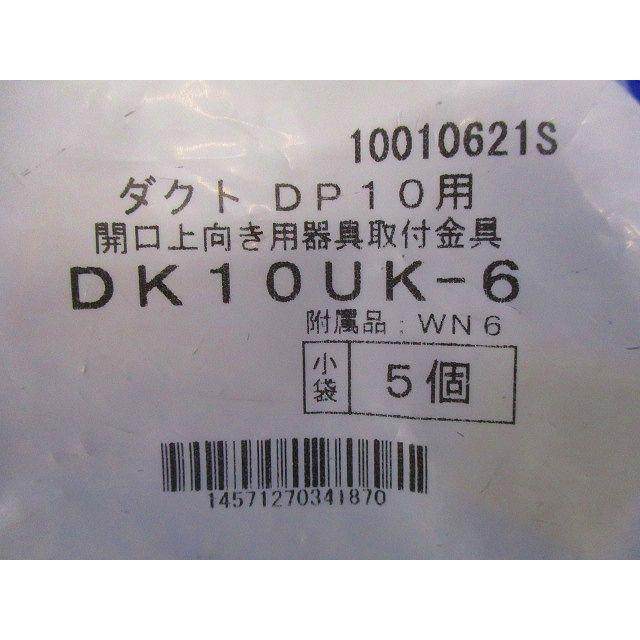 10010621S
ダクト DP10用
開口上向き用器具取付金具
DK10UK-6
附属品：WN6
小袋 5個
14571270341870